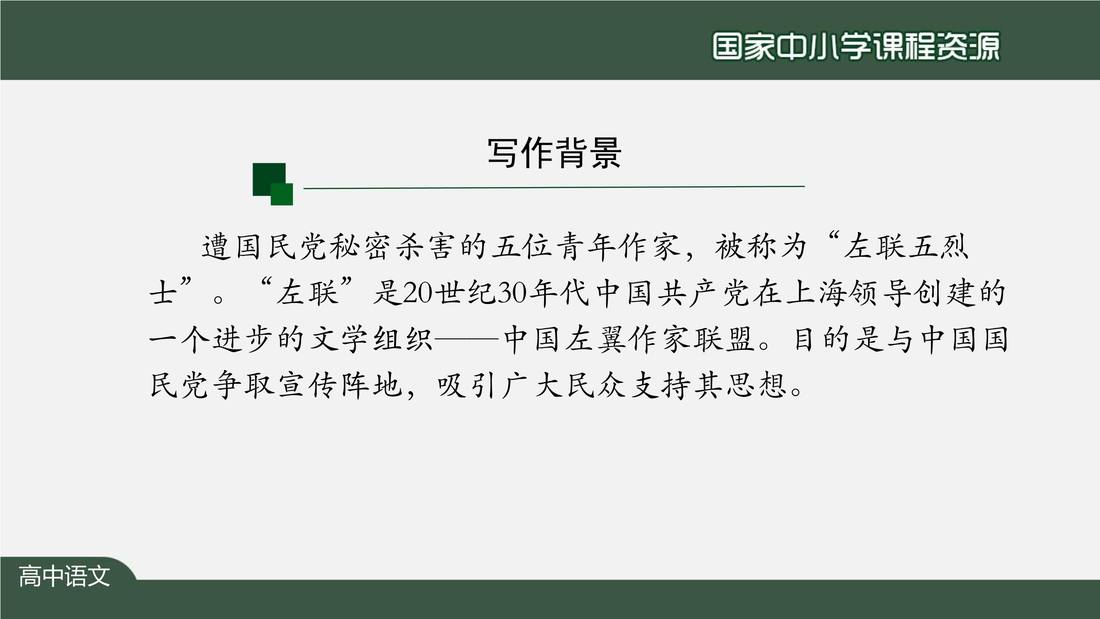 国家中小学课程资源
写作背景
遭国民党秘密杀害的五位青年作家，被称为“左联五烈
士”。“左联”是20世纪30年代中国共产党在上海领导创建的
一个进步的文学组织——中国左翼作家联盟。目的是与中国国
民党争取宣传阵地，吸引广大民众支持其思想。
高中语文